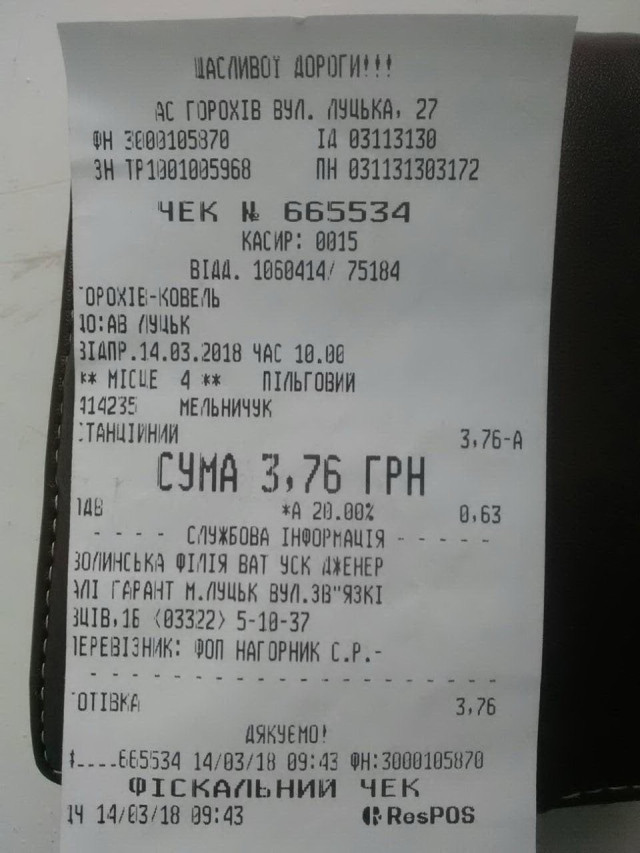 ЩАСЛИВОЇ ДОРОГИ!!!
АС ГОРОХІВ ВУЛ. ЛУЦЬКА, 27
ФН 3000105870 ІД 03113130
ЗН ТР1001005968 ПН 031131303172
ЧЕК № 665534
КАСИР: 0015
ВІДД. 1060414/ 75184
ГОРОХІВ-КОВЕЛЬ
ДО:АВ ЛУЦЬК
ВІДПР.14.03.2018 ЧАС 10.00
** МІСЦЕ 4 ** ПІЛЬГОВИЙ
414235 МЕЛЬНИЧУК
СТАНЦІЙНИЙ 3,76-А
СУМА 3,76 ГРН
ПДВ *А 20.00% 0,63
- - - - СЛУЖБОВА ІНФОРМАЦІЯ - - - - -
ВОЛИНСЬКА ФІЛІЯ ВАТ УСК ДЖЕНЕР
АЛІ ГАРАНТ М.ЛУЦЬК ВУЛ.ЗВ"ЯЗКІ
ВЦІВ,1Б (03322) 5-10-37
ПЕРЕВІЗНИК: ФОП НАГОРНИК С.Р.-
- - - - - - - - - - - - - - - - - - - - - - - - - - -
ГОТІВКА 3,76
ДЯКУЄМО!
665534 14/03/18 09:43 ФН:3000105870
ФІСКАЛЬНИЙ ЧЕК
14/03/18 09:43 ResPOS